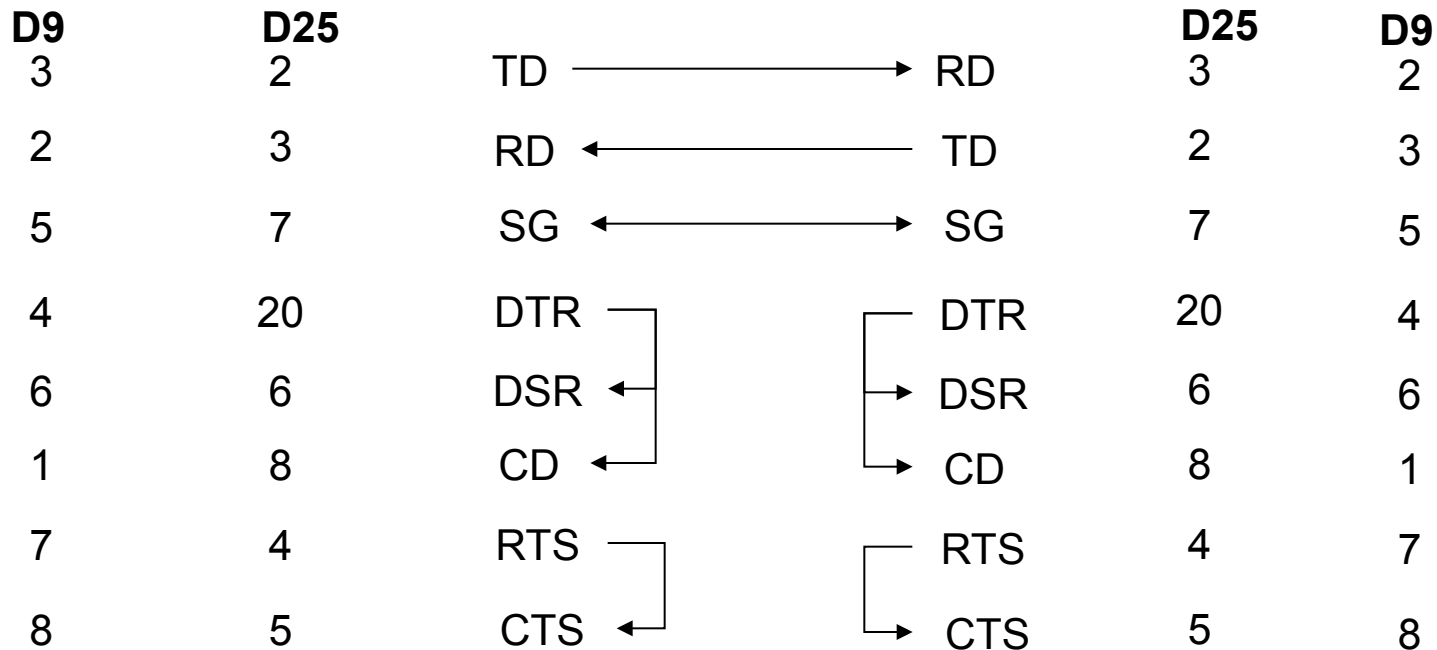 D9 D25 D25 D9
3 2 TD RD 3 2
2 3 RD TD 2 3
5 7 SG SG 7 5
4 20 DTR DTR 20 4
6 6 DSR DSR 6 6
1 8 CD CD 8 1
7 4 RTS RTS 4 7
8 5 CTS CTS 5 8